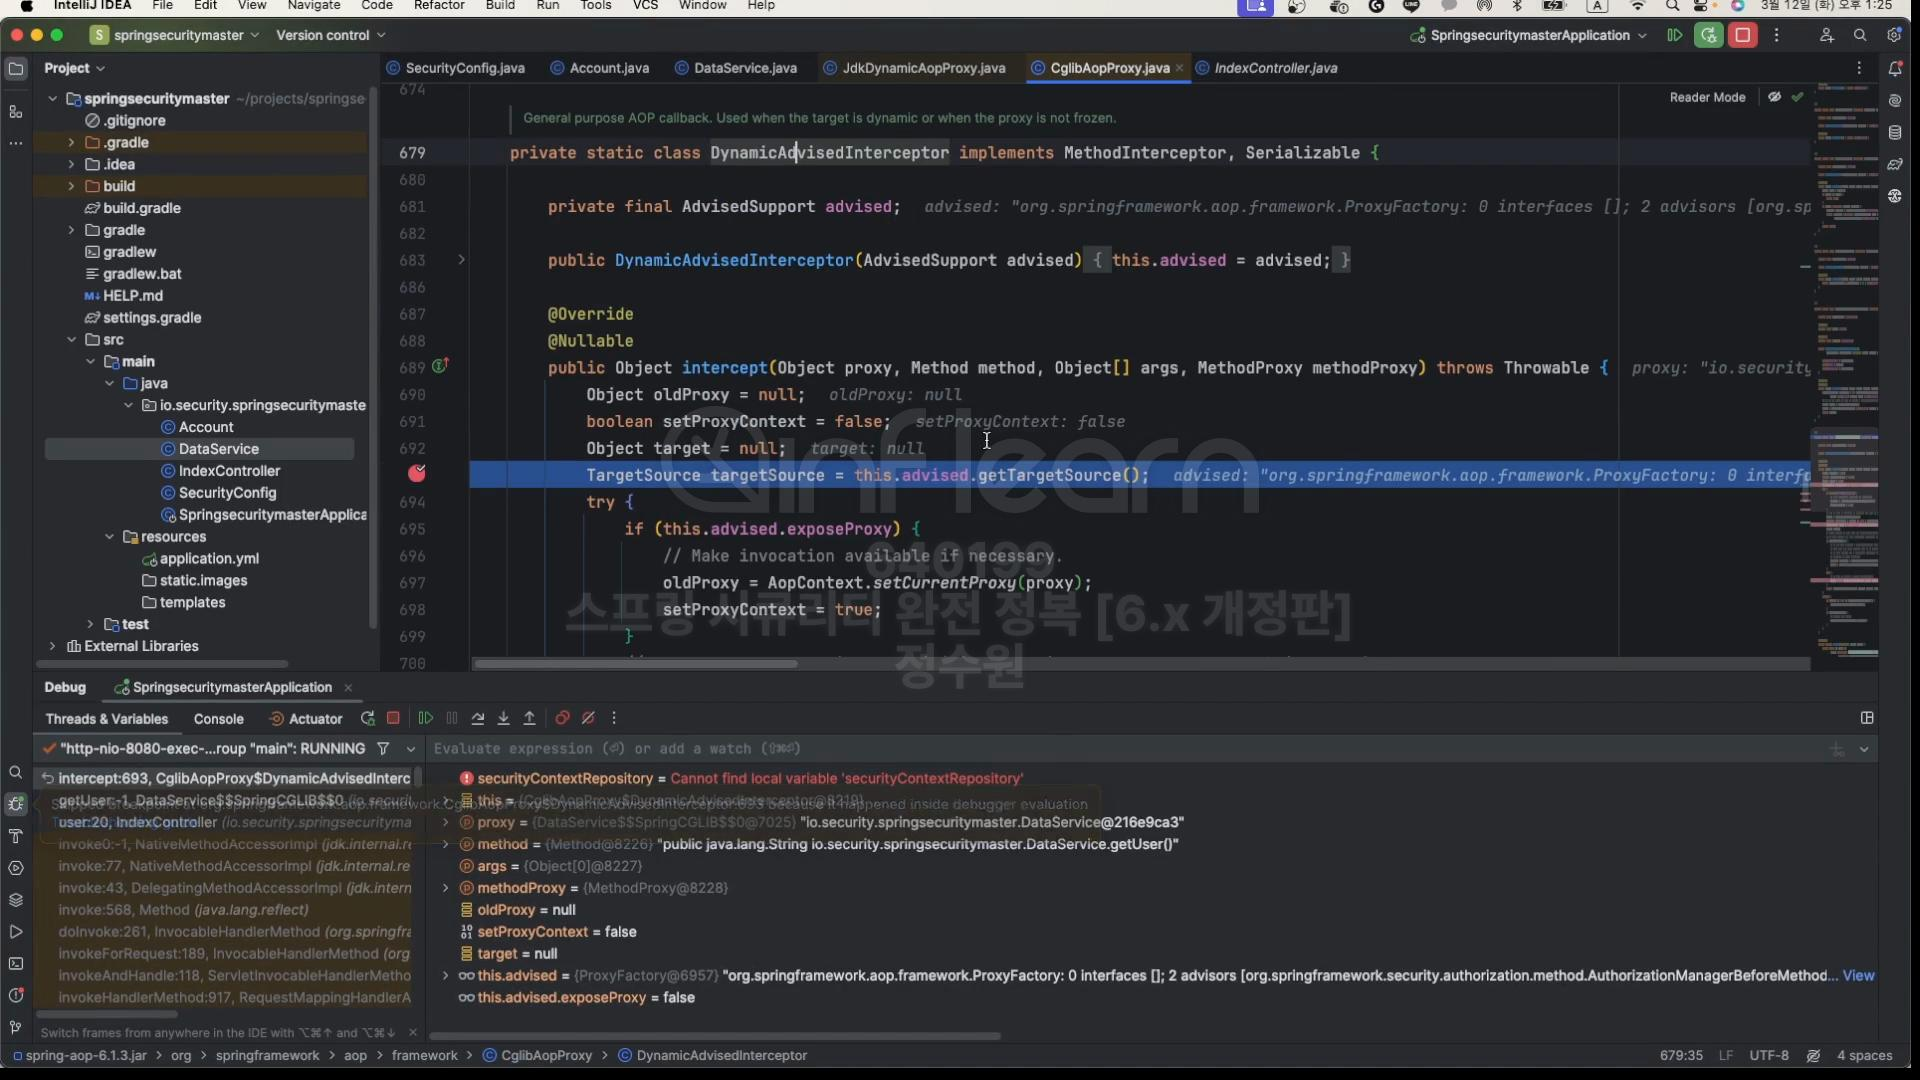 IntelliJ IDEA File Edit View Navigate Code Refactor Build Run Tools VCS Window Help
A 3월 12일 (화) 오후 1:25
S springsecuritymaster Version control SpringsecuritymasterApplication
Project
SecurityConfig.java Account.java DataService.java JdkDynamicAopProxy.java CglibAopProxy.java IndexController.java
springsecuritymaster ~/projects/springse
.gitignore
.gradle
.idea
build
build.gradle
gradle
gradlew
gradlew.bat
HELP.md
settings.gradle
src
main
java
io.security.springsecuritymaste
Account
DataService
IndexController
SecurityConfig
SpringsecuritymasterApplica
resources
application.yml
static.images
templates
test
External Libraries
Reader Mode
674
General purpose AOP callback. Used when the target is dynamic or when the proxy is not frozen.
679 private static class DynamicAdvisedInterceptor implements MethodInterceptor, Serializable {
680
681 private final AdvisedSupport advised; advised: "org.springframework.aop.framework.ProxyFactory: 0 interfaces []; 2 advisors [org.sp
682
683 public DynamicAdvisedInterceptor(AdvisedSupport advised) { this.advised = advised; }
686
687 @Override
688 @Nullable
689 public Object intercept(Object proxy, Method method, Object[] args, MethodProxy methodProxy) throws Throwable { proxy: "io.security
690 Object oldProxy = null; oldProxy: null
691 boolean setProxyContext = false; setProxyContext: false
692 Object target = null; target: null
TargetSource targetSource = this.advised.getTargetSource(); advised: "org.springframework.aop.framework.ProxyFactory: 0 interf
694 try {
695 if (this.advised.exposeProxy) {
696 // Make invocation available if necessary.
697 oldProxy = AopContext.setCurrentProxy(proxy);
698 setProxyContext = true;
699 }
700
inflearn
640199
스프링 시큐리티 완전 정복 [6.x 개정판]
정수원
Debug SpringsecuritymasterApplication
Threads & Variables Console Actuator
"http-nio-8080-exec-...roup "main": RUNNING
Evaluate expression (⏎) or add a watch (⇧⌘⏎)
intercept:693, CglibAopProxy$DynamicAdvisedInterc
getUser:-1, DataService$$SpringCGLIB$$0
user:20, IndexController (io.security.springsecurityma
invoke0:-1, NativeMethodAccessorImpl (jdk.internal.re
invoke:77, NativeMethodAccessorImpl (jdk.internal.re
invoke:43, DelegatingMethodAccessorImpl (jdk.intern
invoke:568, Method (java.lang.reflect)
doInvoke:261, InvocableHandlerMethod (org.springfra
invokeForRequest:189, InvocableHandlerMethod (org
invokeAndHandle:118, ServletInvocableHandlerMetho
invokeHandlerMethod:917, RequestMappingHandlerA
Skipped breakpoint at org.springframework.aop.framework.CglibAopProxy$DynamicAdvisedInterceptor:693 because it happened inside debugger evaluation
securityContextRepository = Cannot find local variable 'securityContextRepository'
this = {CglibAopProxy$DynamicAdvisedInterceptor@8219}
proxy = {DataService$$SpringCGLIB$$0@7025} "io.security.springsecuritymaster.DataService@216e9ca3"
method = {Method@8226} "public java.lang.String io.security.springsecuritymaster.DataService.getUser()"
args = {Object[0]@8227}
methodProxy = {MethodProxy@8228}
oldProxy = null
setProxyContext = false
target = null
this.advised = {ProxyFactory@6957} "org.springframework.aop.framework.ProxyFactory: 0 interfaces []; 2 advisors [org.springframework.security.authorization.method.AuthorizationManagerBeforeMethod... View
this.advised.exposeProxy = false
Switch frames from anywhere in the IDE with ⌥⌘↑ and ⌥⌘↓
spring-aop-6.1.3.jar > org > springframework > aop > framework > CglibAopProxy > DynamicAdvisedInterceptor
679:35 LF UTF-8 4 spaces